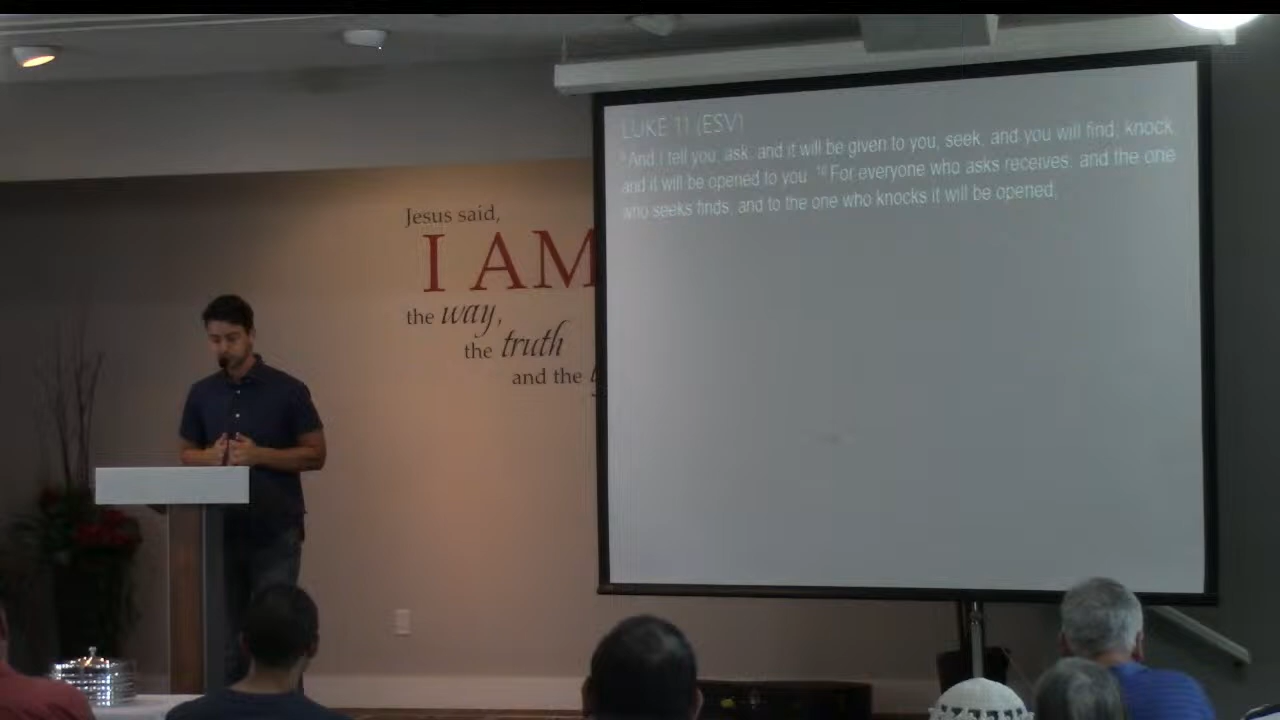 Jesus said,
I AM
the way,
the truth
and the
LUKE 11 (ESV)
9 And I tell you, ask, and it will be given to you, seek, and you will find, knock,
and it will be opened to you. 10 For everyone who asks receives, and the one
who seeks finds, and to the one who knocks it will be opened,